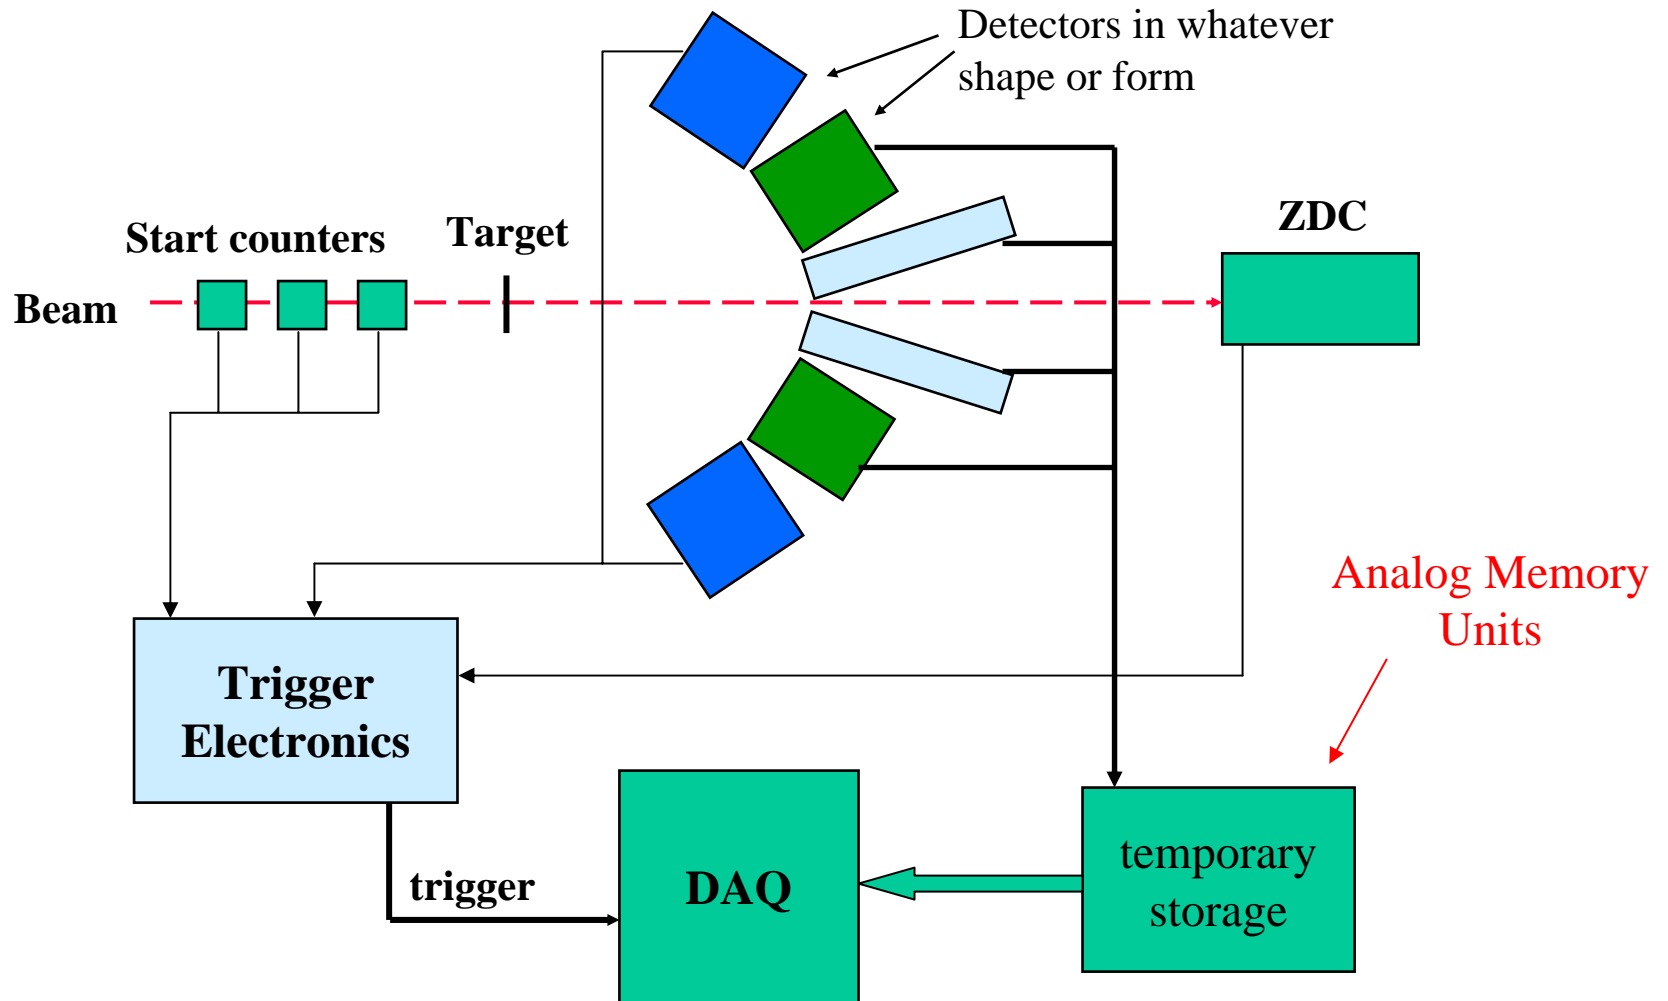 Detectors in whatever
shape or form
Start counters
Target
ZDC
Beam
Analog Memory
Units
Trigger
Electronics
trigger
DAQ
temporary
storage